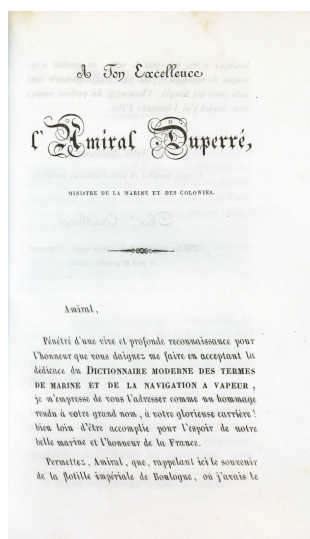 A Son Excellence
l'Amiral Duperré,
MINISTRE DE LA MARINE ET DES COLONIES.
Amiral,
Pénétré d'une vive et profonde reconnaissance pour
l'honneur que vous daignez me faire en acceptant la
dédicace du DICTIONNAIRE MODERNE DES TERMES
DE MARINE ET DE LA NAVIGATION A VAPEUR,
je m'empresse de vous l'adresser comme un hommage
rendu à votre grand nom, à votre glorieuse carrière!
bien loin d'être accomplie pour l'espoir de notre
belle marine et l'honneur de la France.
Permettez, Amiral, que, rappelant ici le souvenir
de la flotille impériale de Boulogne, où j'avais le